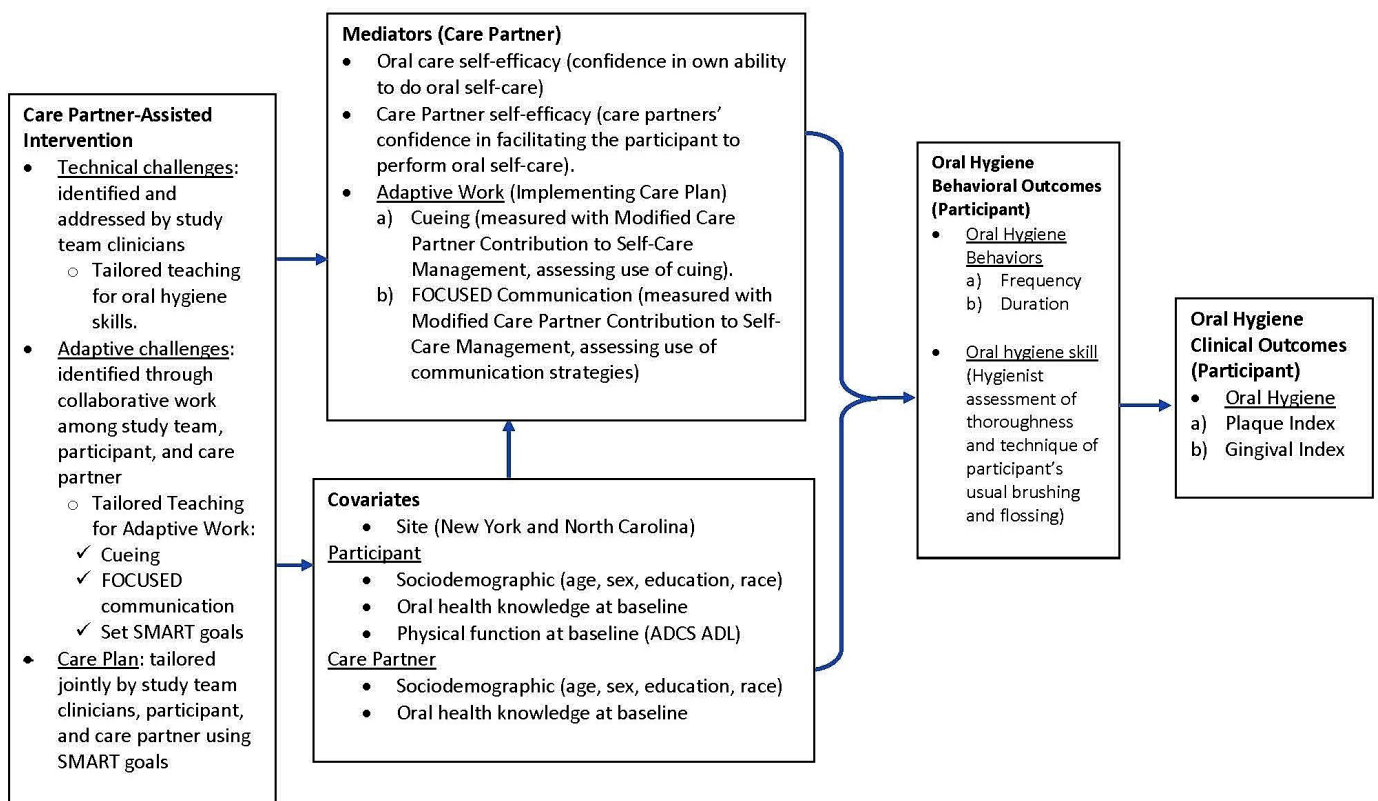 Care Partner-Assisted
Intervention
• Technical challenges:
identified and
addressed by study
team clinicians
○ Tailored teaching
for oral hygiene
skills.
• Adaptive challenges:
identified through
collaborative work
among study team,
participant, and care
partner
○ Tailored Teaching
for Adaptive Work:
✓ Cueing
✓ FOCUSED
communication
✓ Set SMART goals
• Care Plan: tailored
jointly by study team
clinicians, participant,
and care partner using
SMART goals
Mediators (Care Partner)
• Oral care self-efficacy (confidence in own ability
to do oral self-care)
• Care Partner self-efficacy (care partners’
confidence in facilitating the participant to
perform oral self-care).
• Adaptive Work (Implementing Care Plan)
a) Cueing (measured with Modified Care
Partner Contribution to Self-Care
Management, assessing use of cuing).
b) FOCUSED Communication (measured with
Modified Care Partner Contribution to Self-
Care Management, assessing use of
communication strategies)
Covariates
• Site (New York and North Carolina)
Participant
• Sociodemographic (age, sex, education, race)
• Oral health knowledge at baseline
• Physical function at baseline (ADCS ADL)
Care Partner
• Sociodemographic (age, sex, education, race)
• Oral health knowledge at baseline
Oral Hygiene
Behavioral Outcomes
(Participant)
• Oral Hygiene
Behaviors
a) Frequency
b) Duration
• Oral hygiene skill
(Hygienist
assessment of
thoroughness
and technique of
participant’s
usual brushing
and flossing)
Oral Hygiene
Clinical Outcomes
(Participant)
• Oral Hygiene
a) Plaque Index
b) Gingival Index